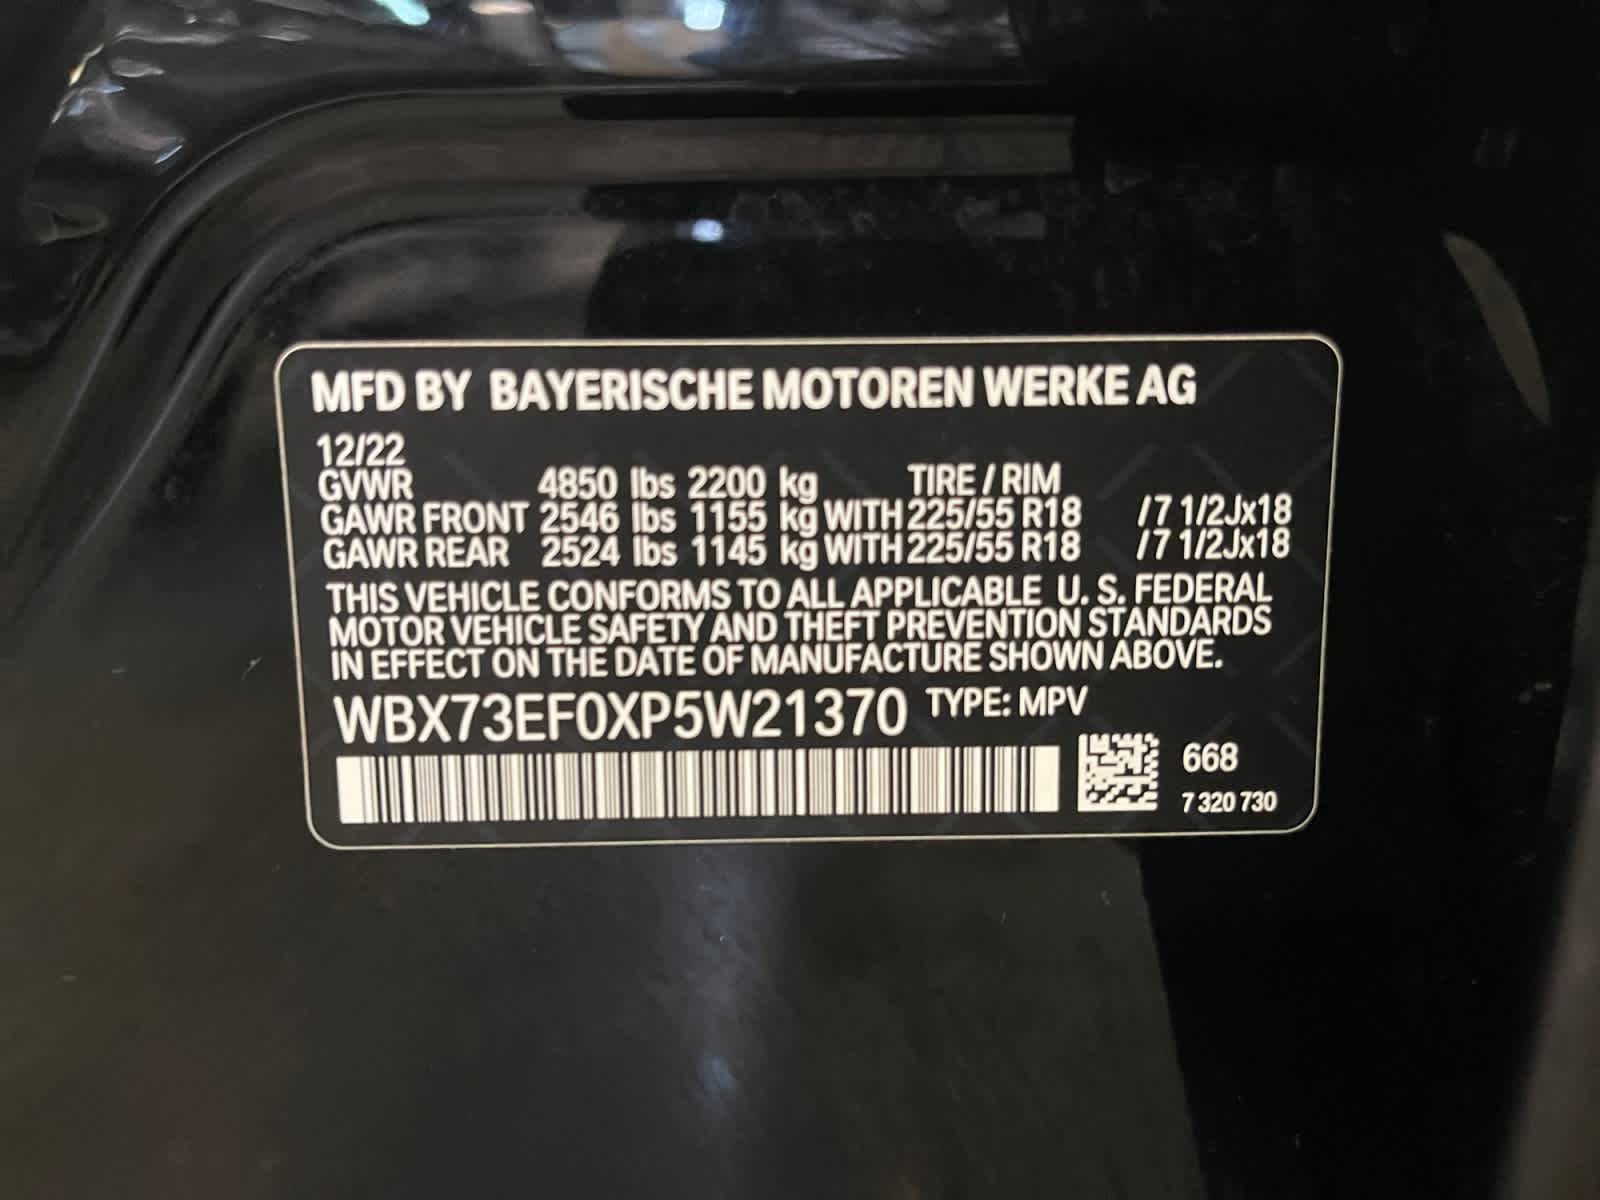 MFD BY BAYERISCHE MOTOREN WERKE AG
12/22
GVWR 4850 lbs 2200 kg TIRE / RIM
GAWR FRONT 2546 lbs 1155 kg WITH 225/55 R18 /7 1/2Jx18
GAWR REAR 2524 lbs 1145 kg WITH 225/55 R18 /7 1/2Jx18
THIS VEHICLE CONFORMS TO ALL APPLICABLE U. S. FEDERAL
MOTOR VEHICLE SAFETY AND THEFT PREVENTION STANDARDS
IN EFFECT ON THE DATE OF MANUFACTURE SHOWN ABOVE.
WBX73EF0XP5W21370 TYPE: MPV
668
7 320 730